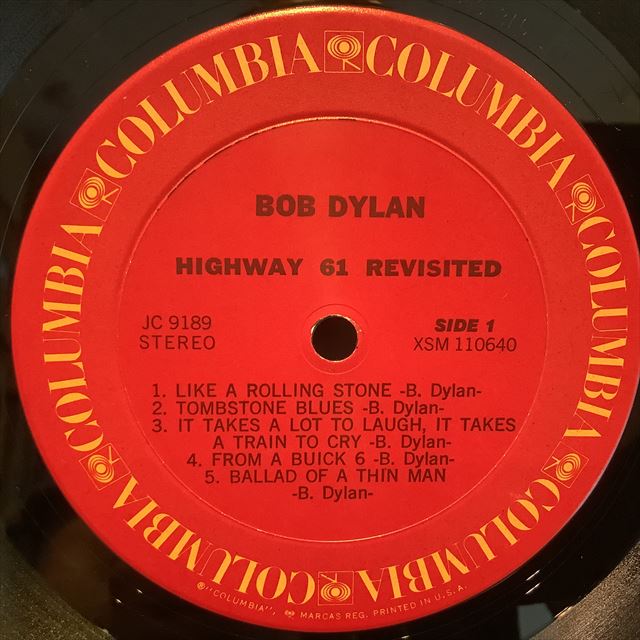 COLUMBIA COLUMBIA COLUMBIA COLUMBIA COLUMBIA COLUMBIA
BOB DYLAN
HIGHWAY 61 REVISITED
JC 9189
STEREO
SIDE 1
XSM 110640
1. LIKE A ROLLING STONE -B. Dylan-
2. TOMBSTONE BLUES -B. Dylan-
3. IT TAKES A LOT TO LAUGH, IT TAKES
A TRAIN TO CRY -B. Dylan-
4. FROM A BUICK 6 -B. Dylan-
5. BALLAD OF A THIN MAN
-B. Dylan-
®"COLUMBIA", MARCAS REG. PRINTED IN U.S.A.